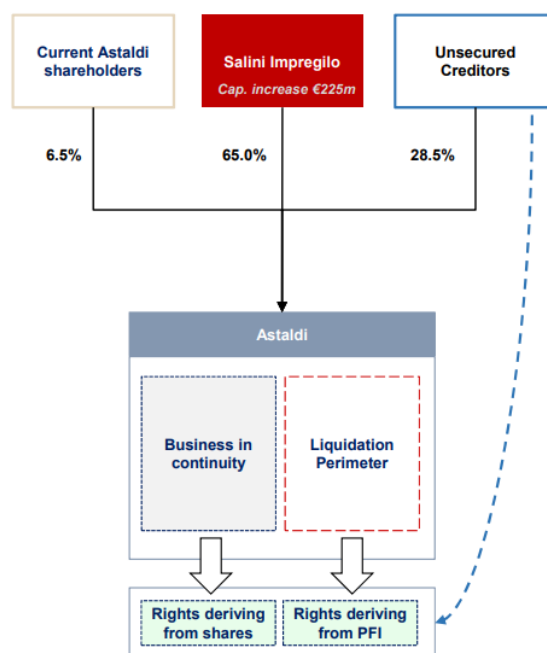 Current Astaldi
shareholders
Salini Impregilo
Cap. increase €225m
Unsecured
Creditors
6.5%
65.0%
28.5%
Astaldi
Business in
continuity
Liquidation
Perimeter
Rights deriving
from shares
Rights deriving
from PFI